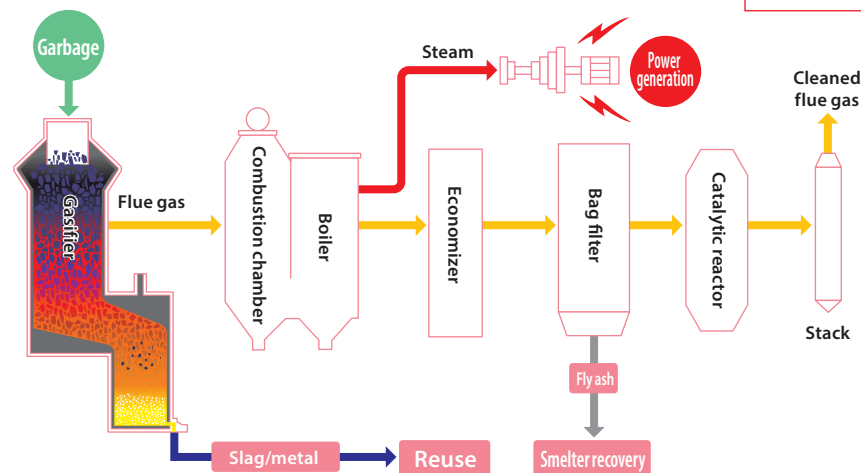 Garbage
Steam
Power
generation
Cleaned
flue gas
Gasifier
Flue gas
Combustion chamber
Boiler
Economizer
Bag filter
Catalytic reactor
Stack
Fly ash
Slag/metal
Reuse
Smelter recovery